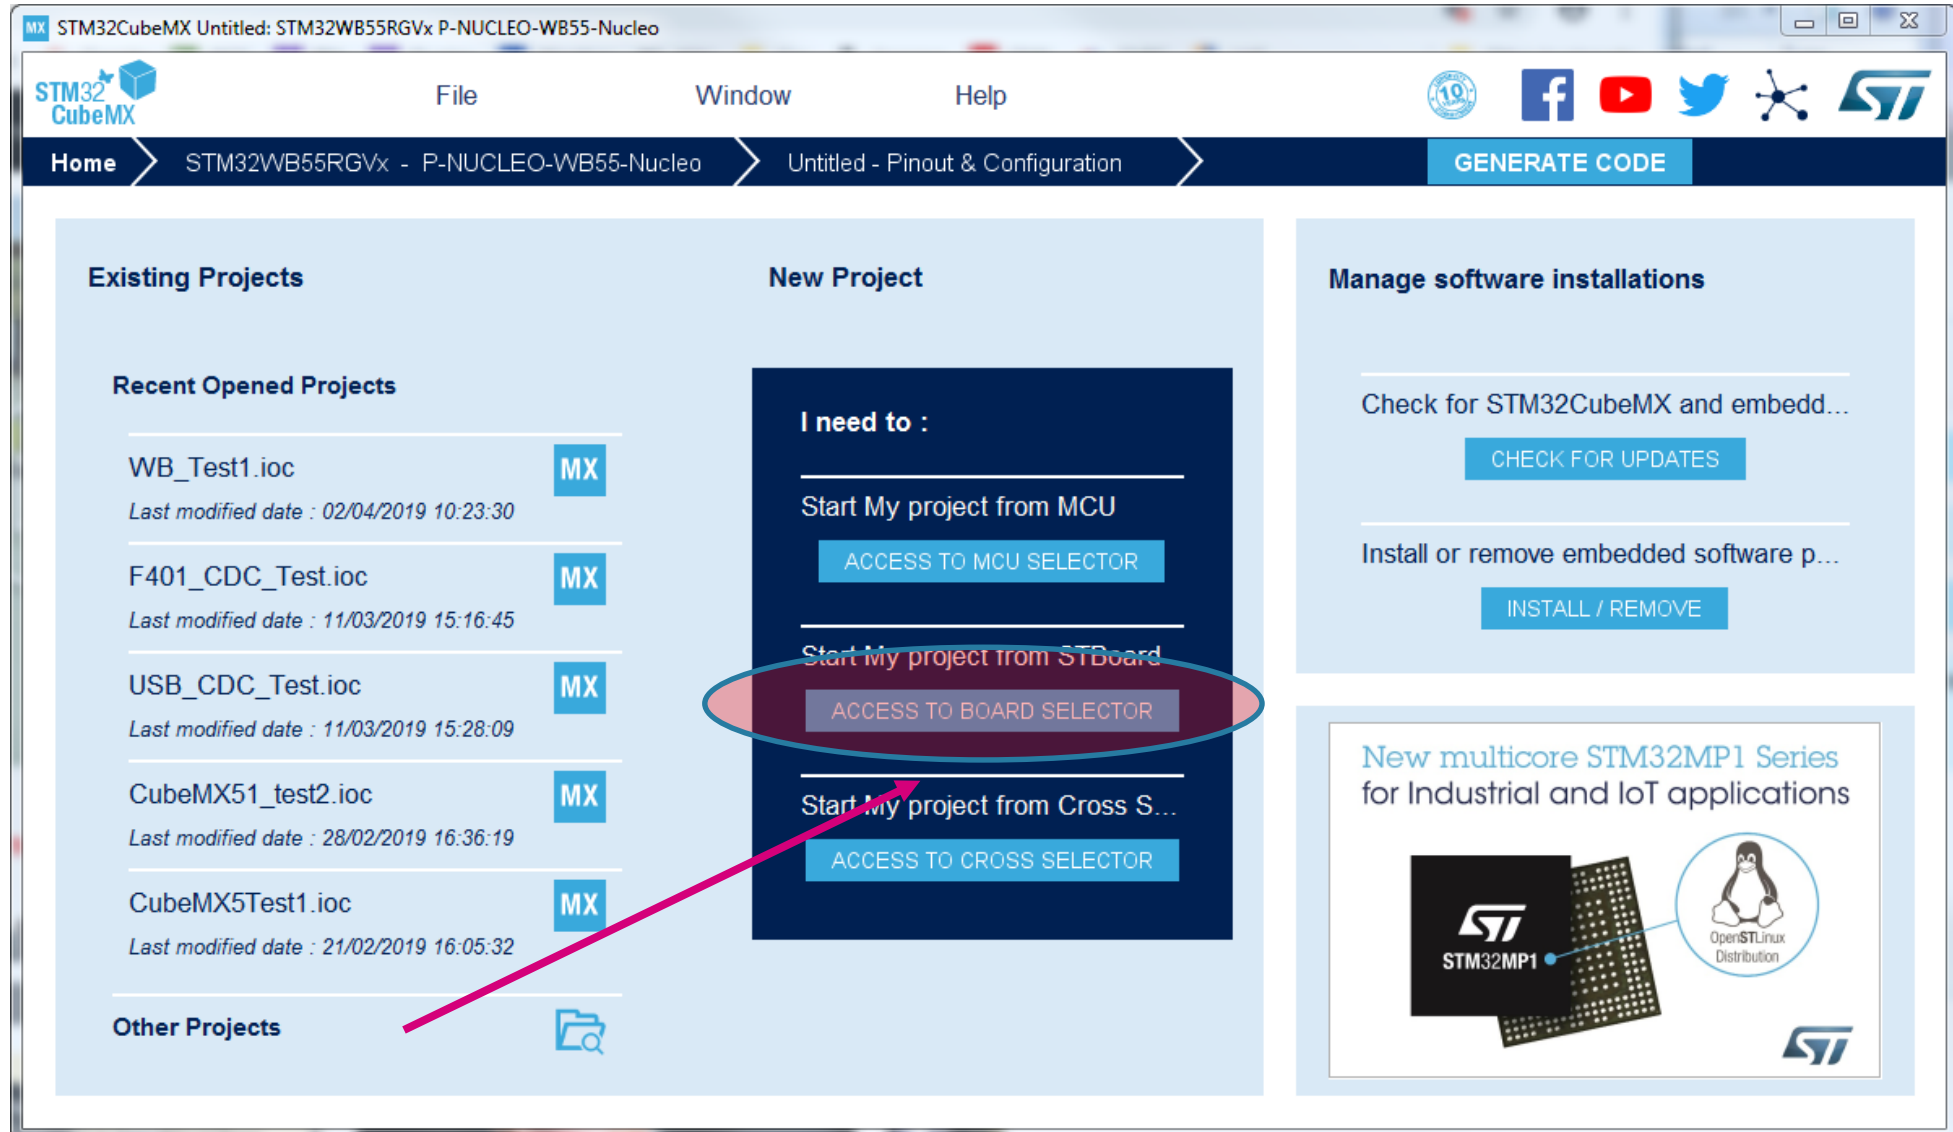 MX STM32CubeMX Untitled: STM32WB55RGVx P-NUCLEO-WB55-Nucleo
STM32
CubeMX
File
Window
Help
10
Home
STM32WB55RGVx - P-NUCLEO-WB55-Nucleo
Untitled - Pinout & Configuration
GENERATE CODE
Existing Projects
Recent Opened Projects
WB_Test1.ioc
MX
Last modified date : 02/04/2019 10:23:30
F401_CDC_Test.ioc
MX
Last modified date : 11/03/2019 15:16:45
USB_CDC_Test.ioc
MX
Last modified date : 11/03/2019 15:28:09
CubeMX51_test2.ioc
MX
Last modified date : 28/02/2019 16:36:19
CubeMX5Test1.ioc
MX
Last modified date : 21/02/2019 16:05:32
Other Projects
New Project
I need to :
Start My project from MCU
ACCESS TO MCU SELECTOR
Start My project from STBoard
ACCESS TO BOARD SELECTOR
Start My project from Cross S...
ACCESS TO CROSS SELECTOR
Manage software installations
Check for STM32CubeMX and embedd...
CHECK FOR UPDATES
Install or remove embedded software p...
INSTALL / REMOVE
New multicore STM32MP1 Series
for Industrial and IoT applications
ST
STM32MP1
OpenSTLinux
Distribution
ST